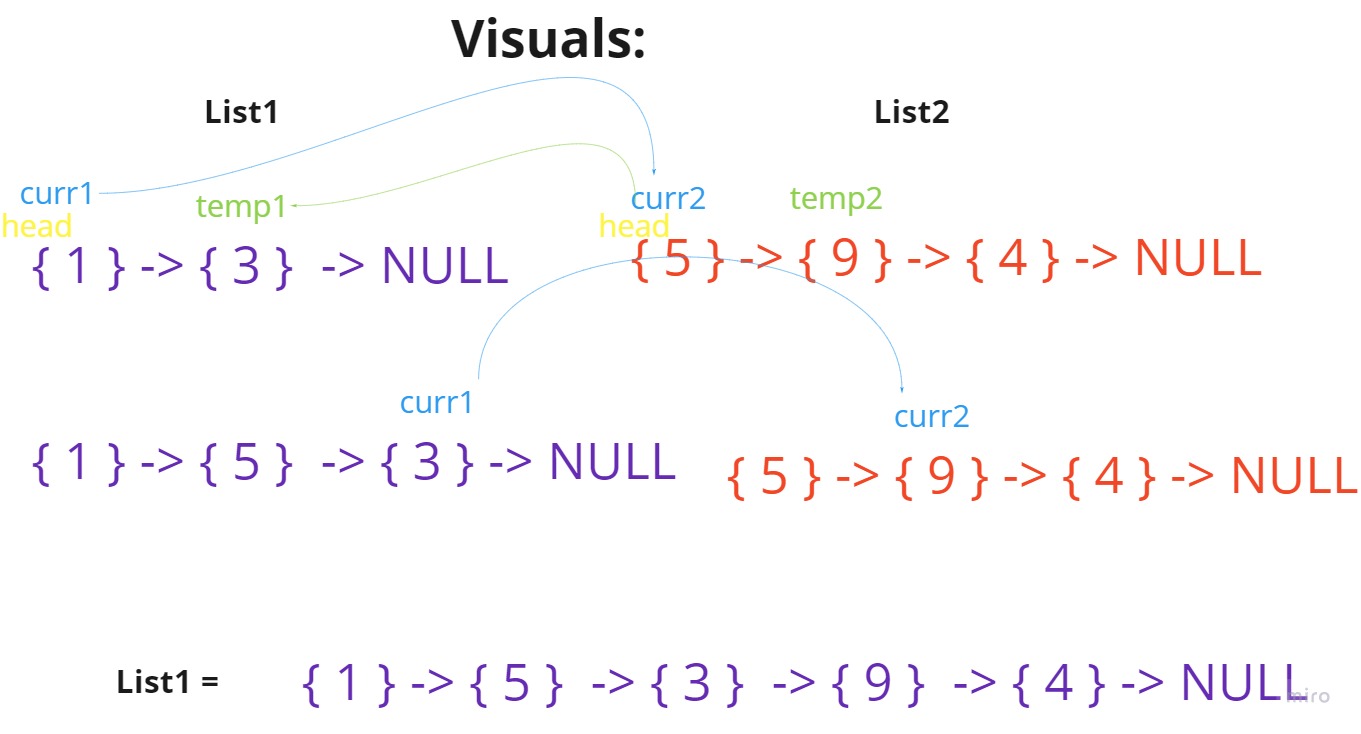 Visuals:
List1
List2
curr1
temp1
curr2
temp2
head
head
{ 1 } -> { 3 } -> NULL
{ 5 } -> { 9 } -> { 4 } -> NULL
curr1
curr2
{ 1 } -> { 5 } -> { 3 } -> NULL
{ 5 } -> { 9 } -> { 4 } -> NULL
List1 = { 1 } -> { 5 } -> { 3 } -> { 9 } -> { 4 } -> NULL
miro